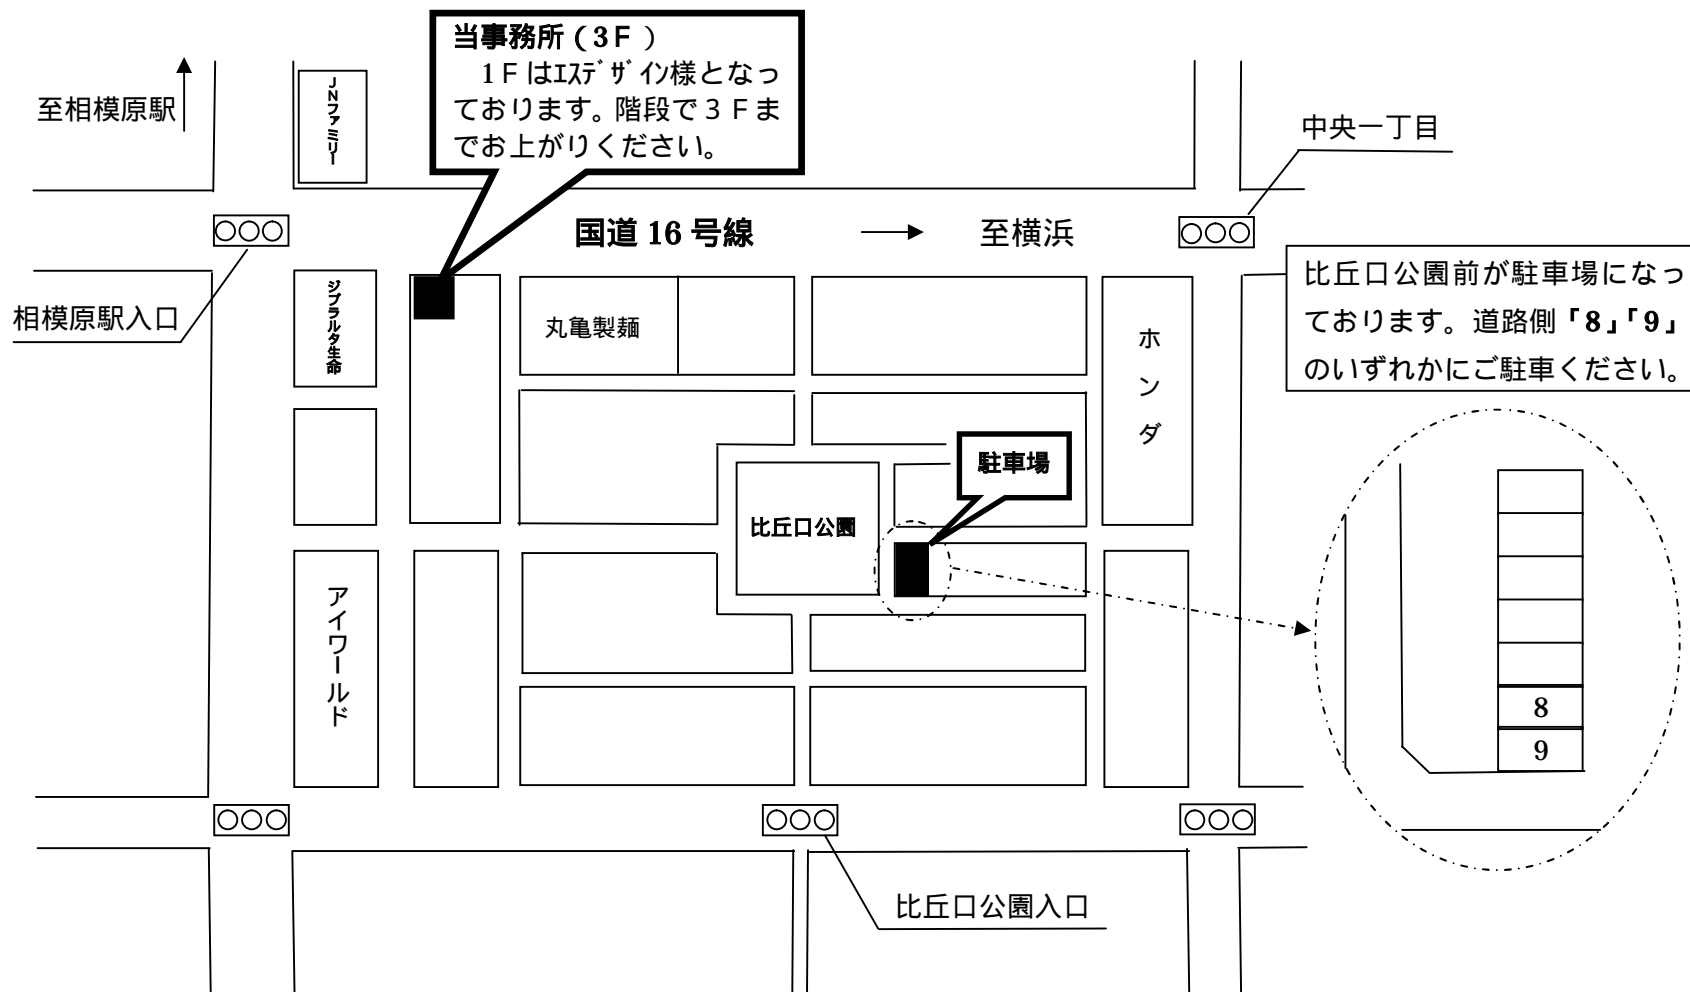 当事務所（3F）
1Fはｴｽﾃﾞｻﾞｲﾝ様となっ
ております。階段で3Fま
でお上がりください。
至相模原駅
JNファミリー
中央一丁目
国道16号線
至横浜
比丘口公園前が駐車場になっ
ております。道路側「8」「9」
のいずれかにご駐車ください。
相模原駅入口
ジブラルタ生命
丸亀製麺
ホンダ
駐車場
比丘口公園
アイワールド
8
9
比丘口公園入口